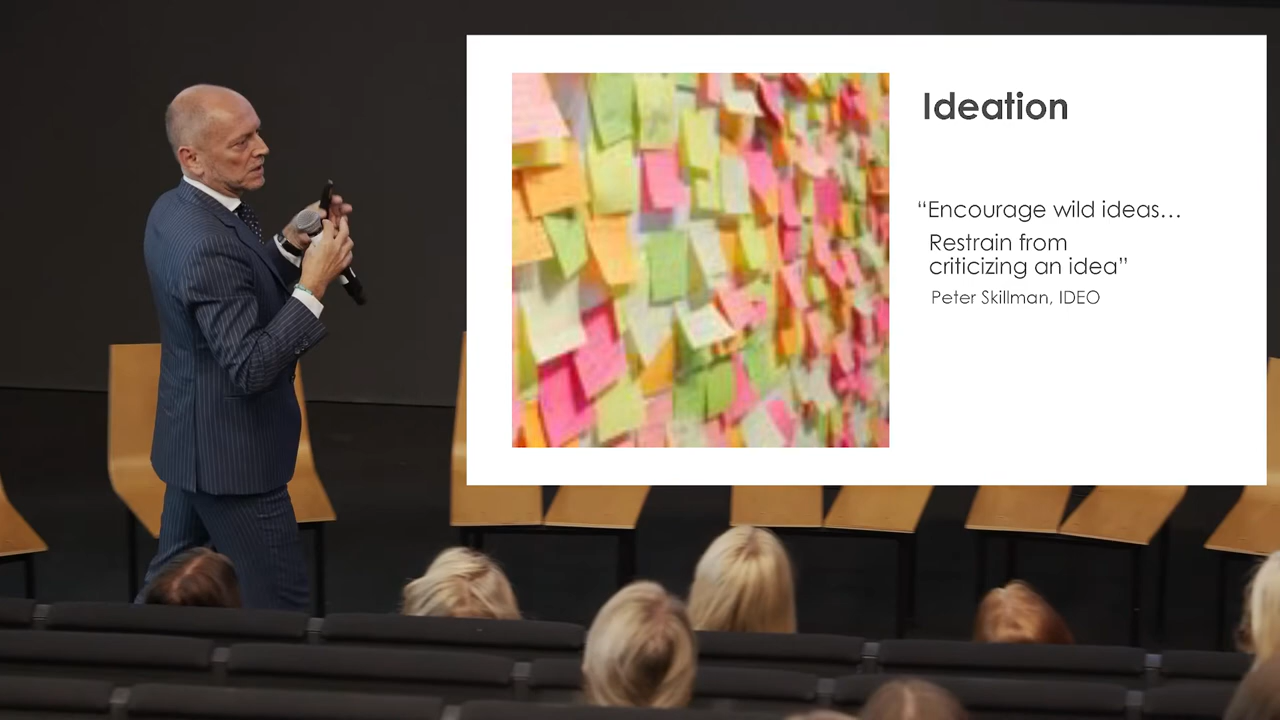 Ideation
“Encourage wild ideas…
Restrain from
criticizing an idea”
Peter Skillman, IDEO